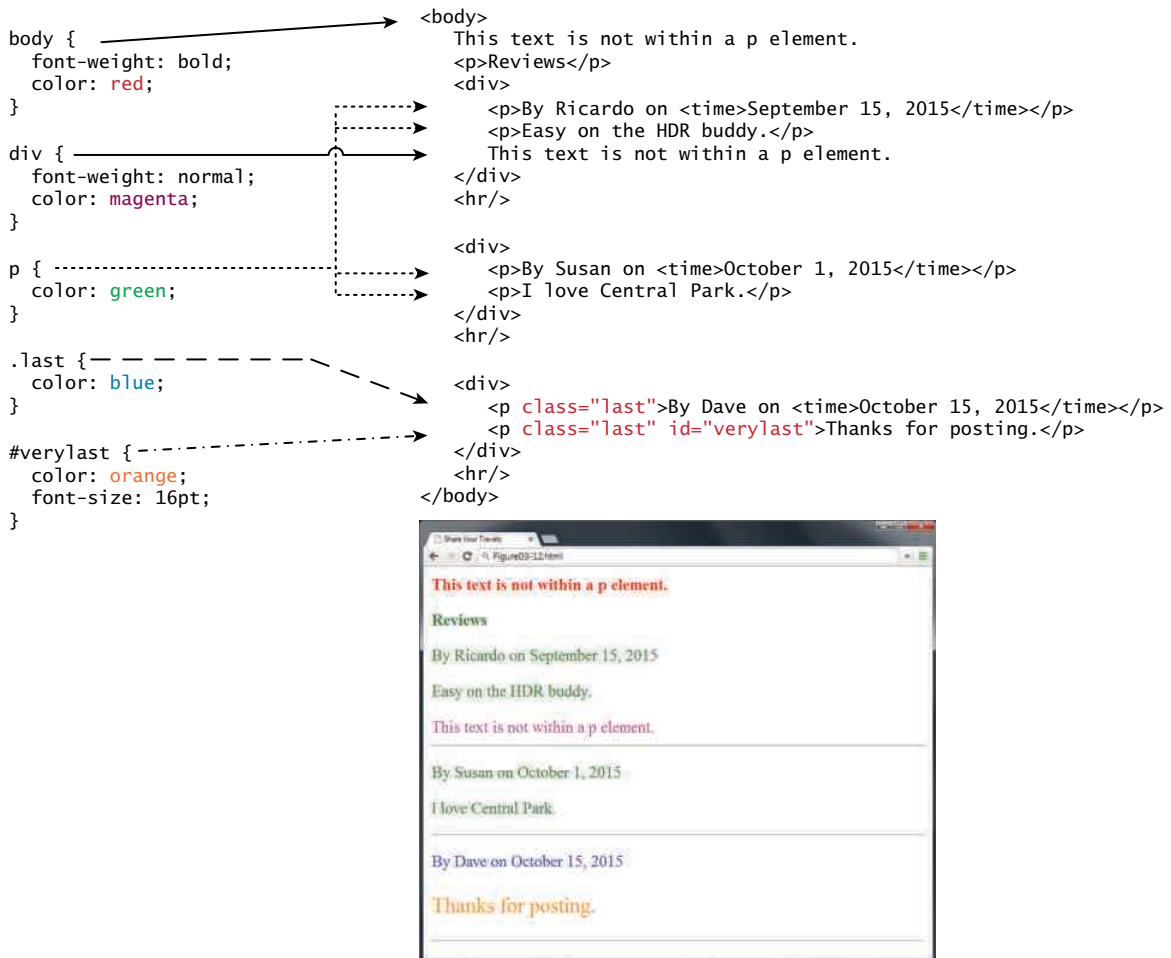 body {
font-weight: bold;
color: red;
}
div {
font-weight: normal;
color: magenta;
}
p {
color: green;
}
.last {
color: blue;
}
#verylast {
color: orange;
font-size: 16pt;
}
<body>
This text is not within a p element.
<p>Reviews</p>
<div>
<p>By Ricardo on <time>September 15, 2015</time></p>
<p>Easy on the HDR buddy.</p>
This text is not within a p element.
</div>
<hr/>
<div>
<p>By Susan on <time>October 1, 2015</time></p>
<p>I love Central Park.</p>
</div>
<hr/>
<div>
<p class="last">By Dave on <time>October 15, 2015</time></p>
<p class="last" id="verylast">Thanks for posting.</p>
</div>
<hr/>
</body>
Share Your Travels
Figure03-12.html
This text is not within a p element.
Reviews
By Ricardo on September 15, 2015
Easy on the HDR buddy.
This text is not within a p element.
By Susan on October 1, 2015
I love Central Park.
By Dave on October 15, 2015
Thanks for posting.